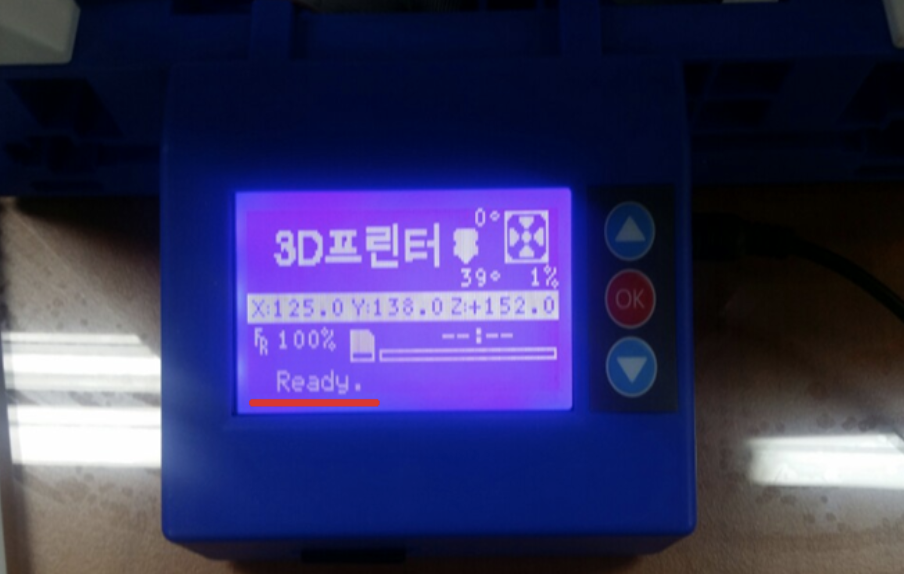 0°
3D프린터
39° 1%
X:125.0 Y:138.0 Z:+152.0
FR 100% --:--
Ready.
OK